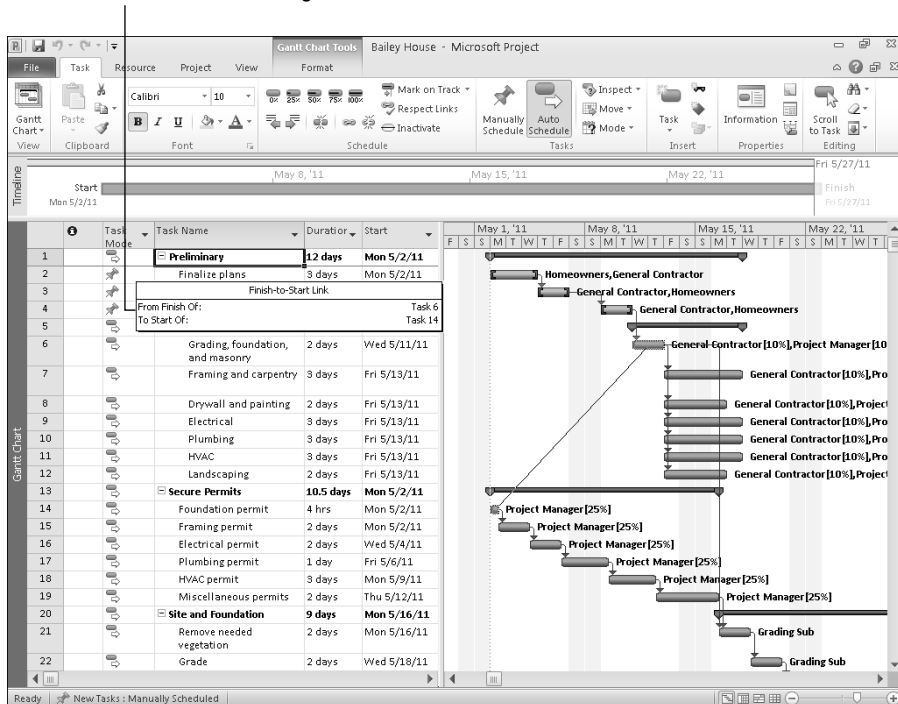 Gantt Chart Tools
Bailey House - Microsoft Project
File Task Resource Project View Format
Gantt Chart
Paste
Calibri 10
B I U A
0% 25% 50% 75% 100%
Mark on Track
Respect Links
Inactivate
Manually Schedule
Auto Schedule
Inspect
Move
Mode
Task
Information
Scroll to Task
View Clipboard Font Schedule Tasks Insert Properties Editing
Timeline
May 8, '11 May 15, '11 May 22, '11 Fri 5/27/11
Start
Mon 5/2/11
Finish
Fri 5/27/11
Task Mode Task Name Duration Start
May 1, '11 May 8, '11 May 15, '11 May 22, '11
F S S M T W T F S S M T W T F S S M T W T F S S M T W T
1 Preliminary 12 days Mon 5/2/11
2 Finalize plans 3 days Mon 5/2/11 Homeowners,General Contractor
3 General Contractor,Homeowners
4 General Contractor,Homeowners
Finish-to-Start Link
From Finish Of: Task 6
To Start Of: Task 14
5
6 Grading, foundation, and masonry 2 days Wed 5/11/11 General Contractor[10%],Project Manager[10
7 Framing and carpentry 3 days Fri 5/13/11 General Contractor[10%],Pro
8 Drywall and painting 2 days Fri 5/13/11 General Contractor[10%],Project
9 Electrical 3 days Fri 5/13/11 General Contractor[10%],Pro
10 Plumbing 3 days Fri 5/13/11 General Contractor[10%],Pro
11 HVAC 3 days Fri 5/13/11 General Contractor[10%],Pro
12 Landscaping 2 days Fri 5/13/11 General Contractor[10%],Project
13 Secure Permits 10.5 days Mon 5/2/11
14 Foundation permit 4 hrs Mon 5/2/11 Project Manager[25%]
15 Framing permit 2 days Mon 5/2/11 Project Manager[25%]
16 Electrical permit 2 days Wed 5/4/11 Project Manager[25%]
17 Plumbing permit 1 day Fri 5/6/11 Project Manager[25%]
18 HVAC permit 3 days Mon 5/9/11 Project Manager[25%]
19 Miscellaneous permits 2 days Thu 5/12/11 Project Manager[25%]
20 Site and Foundation 9 days Mon 5/16/11
21 Remove needed vegetation 2 days Mon 5/16/11 Grading Sub
22 Grade 2 days Wed 5/18/11 Grading Sub
Gantt Chart
Ready New Tasks : Manually Scheduled